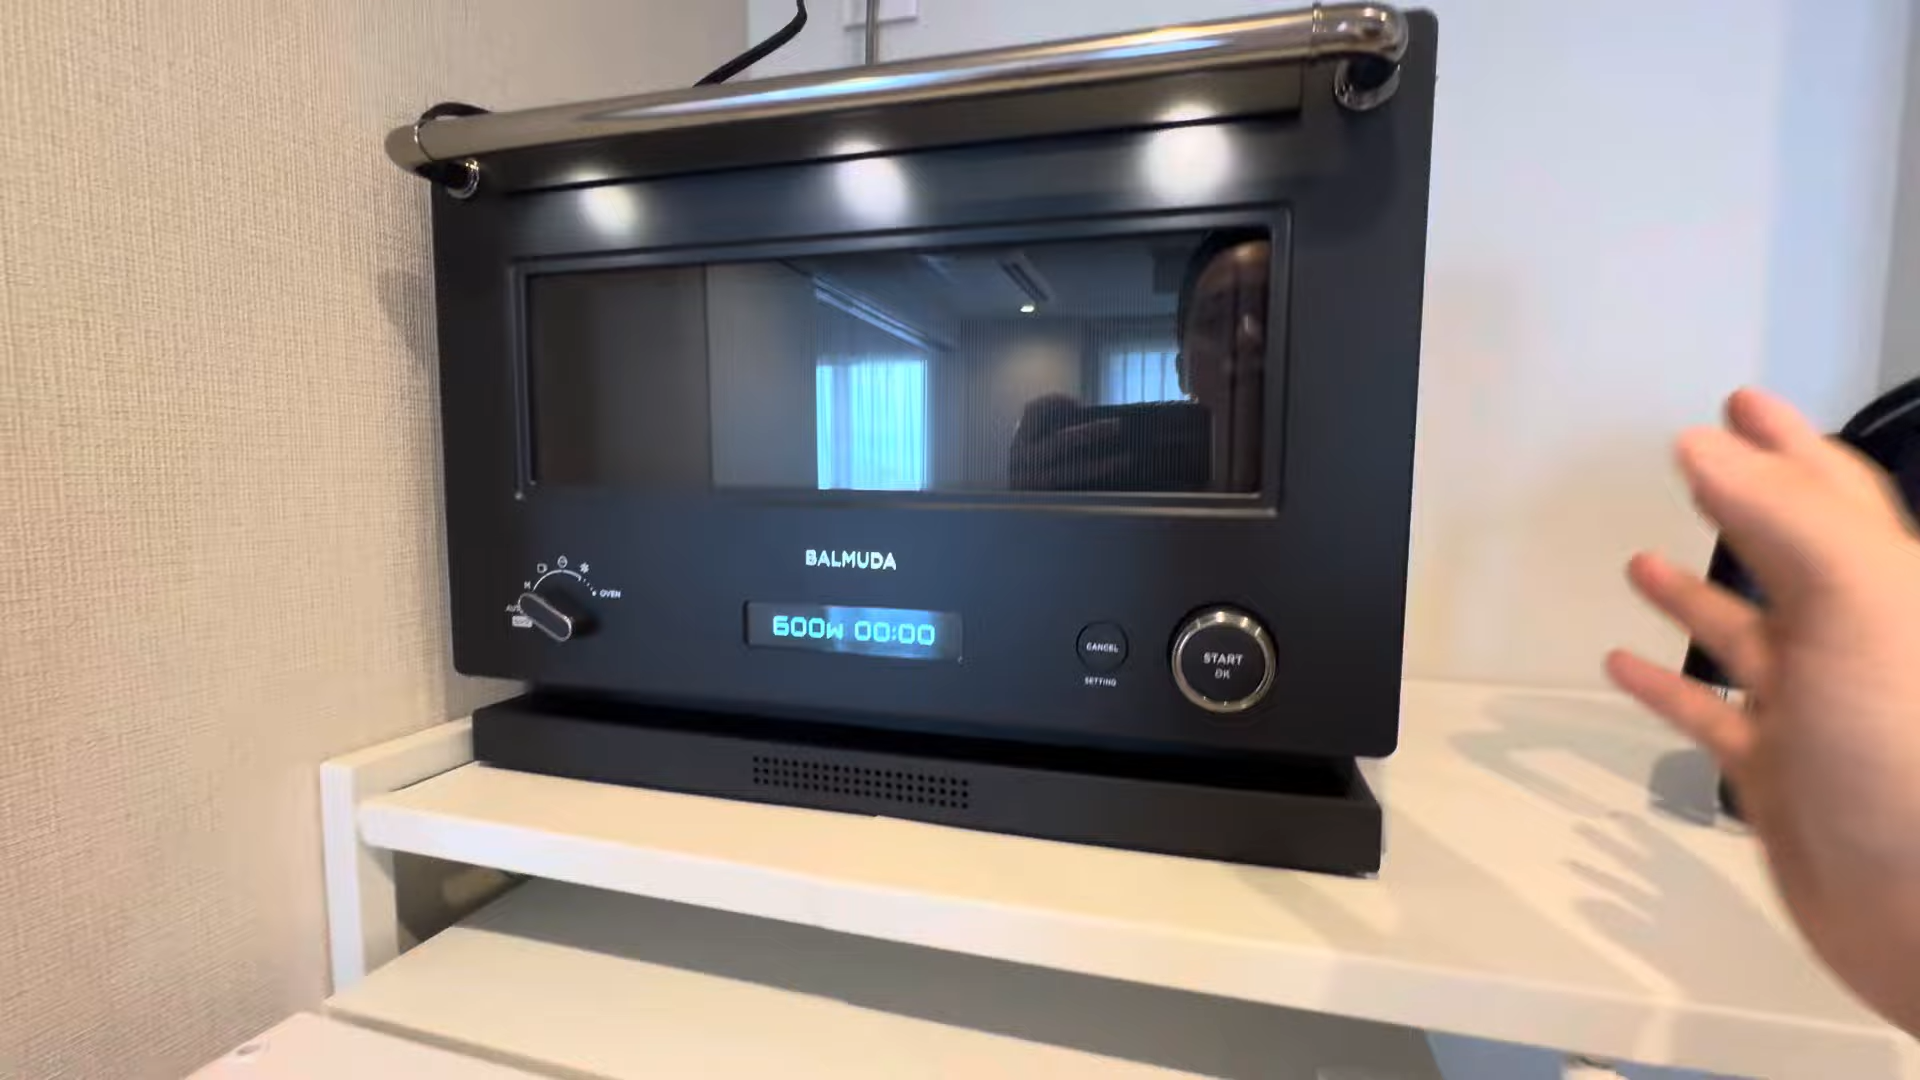 BALMUDA
M
OVEN
600W 00:00
CANCEL
SETTING
START
OK